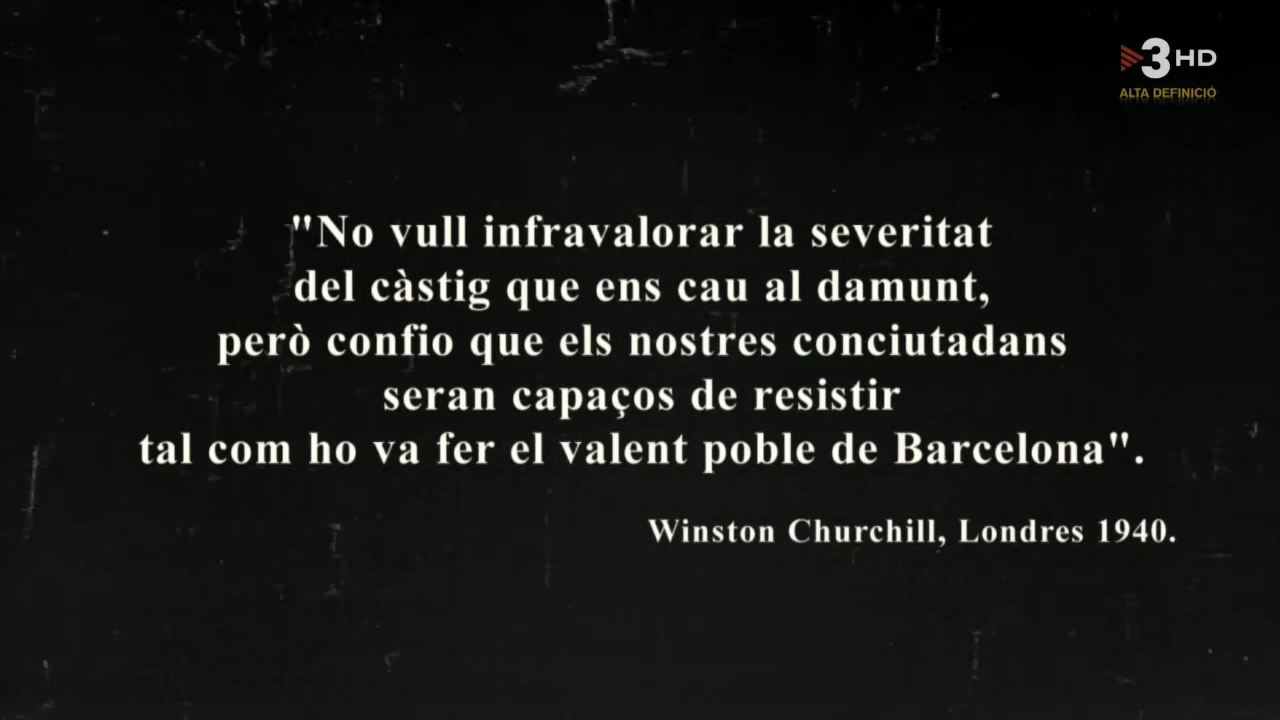 3 HD
ALTA DEFINICIÓ
"No vull infravalorar la severitat
del càstig que ens cau al damunt,
però confio que els nostres conciutadans
seran capaços de resistir
tal com ho va fer el valent poble de Barcelona".
Winston Churchill, Londres 1940.